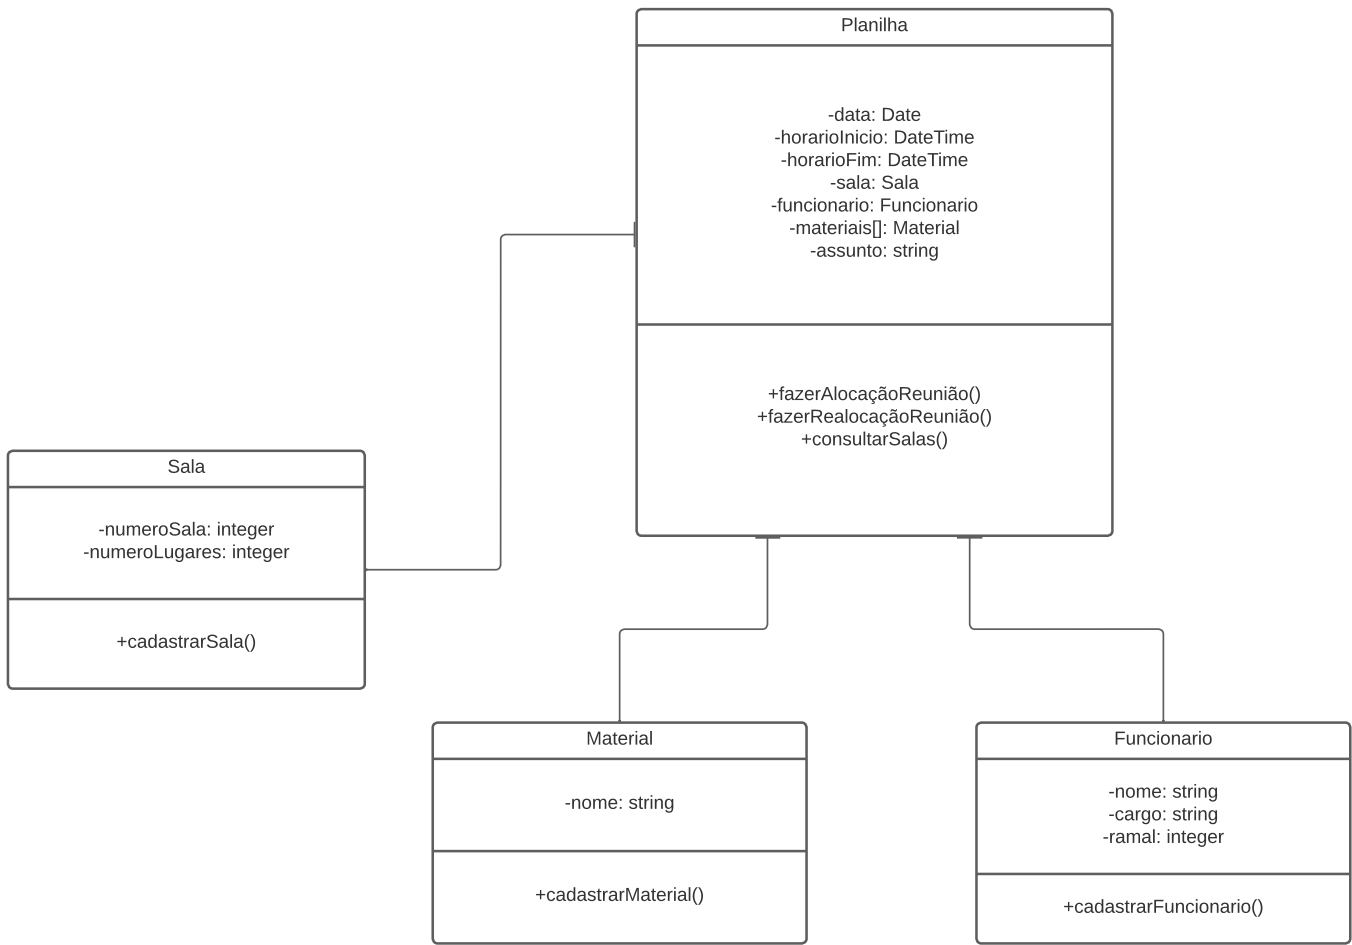 Planilha
-data: Date
-horarioInicio: DateTime
-horarioFim: DateTime
-sala: Sala
-funcionario: Funcionario
-materiais[]: Material
-assunto: string
+fazerAlocaçãoReunião()
+fazerRealocaçãoReunião()
+consultarSalas()
Sala
-numeroSala: integer
-numeroLugares: integer
+cadastrarSala()
Material
-nome: string
+cadastrarMaterial()
Funcionario
-nome: string
-cargo: string
-ramal: integer
+cadastrarFuncionario()